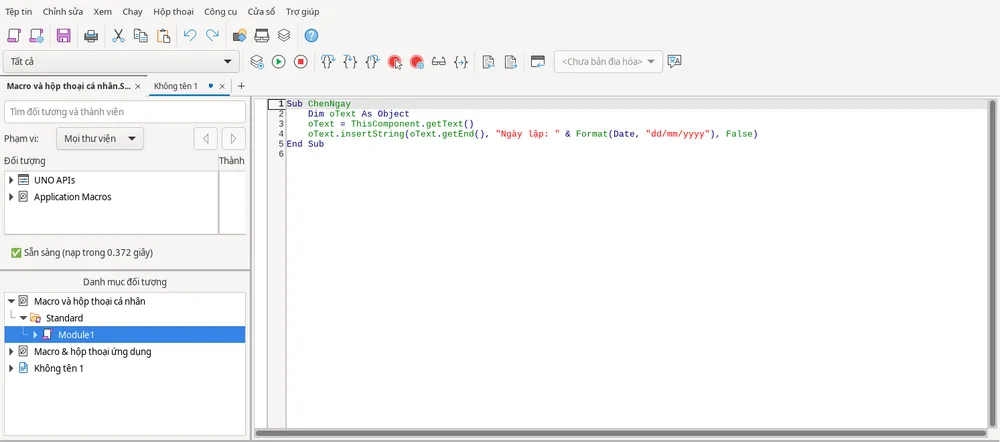 Tệp tin Chỉnh sửa Xem Chạy Hộp thoại Công cụ Cửa sổ Trợ giúp
Tất cả
<Chưa bản địa hóa>
Macro và hộp thoại cá nhân.S...
Không tên 1
Tìm đối tượng và thành viên
Phạm vi: Mọi thư viện
Đối tượng Thành
UNO APIs
Application Macros
Sẵn sàng (nạp trong 0.372 giây)
Danh mục đối tượng
Macro và hộp thoại cá nhân
Standard
Module1
Macro & hộp thoại ứng dụng
Không tên 1
1 Sub ChenNgay
2 Dim oText As Object
3 oText = ThisComponent.getText()
4 oText.insertString(oText.getEnd(), "Ngày lập: " & Format(Date, "dd/mm/yyyy"), False)
5 End Sub
6